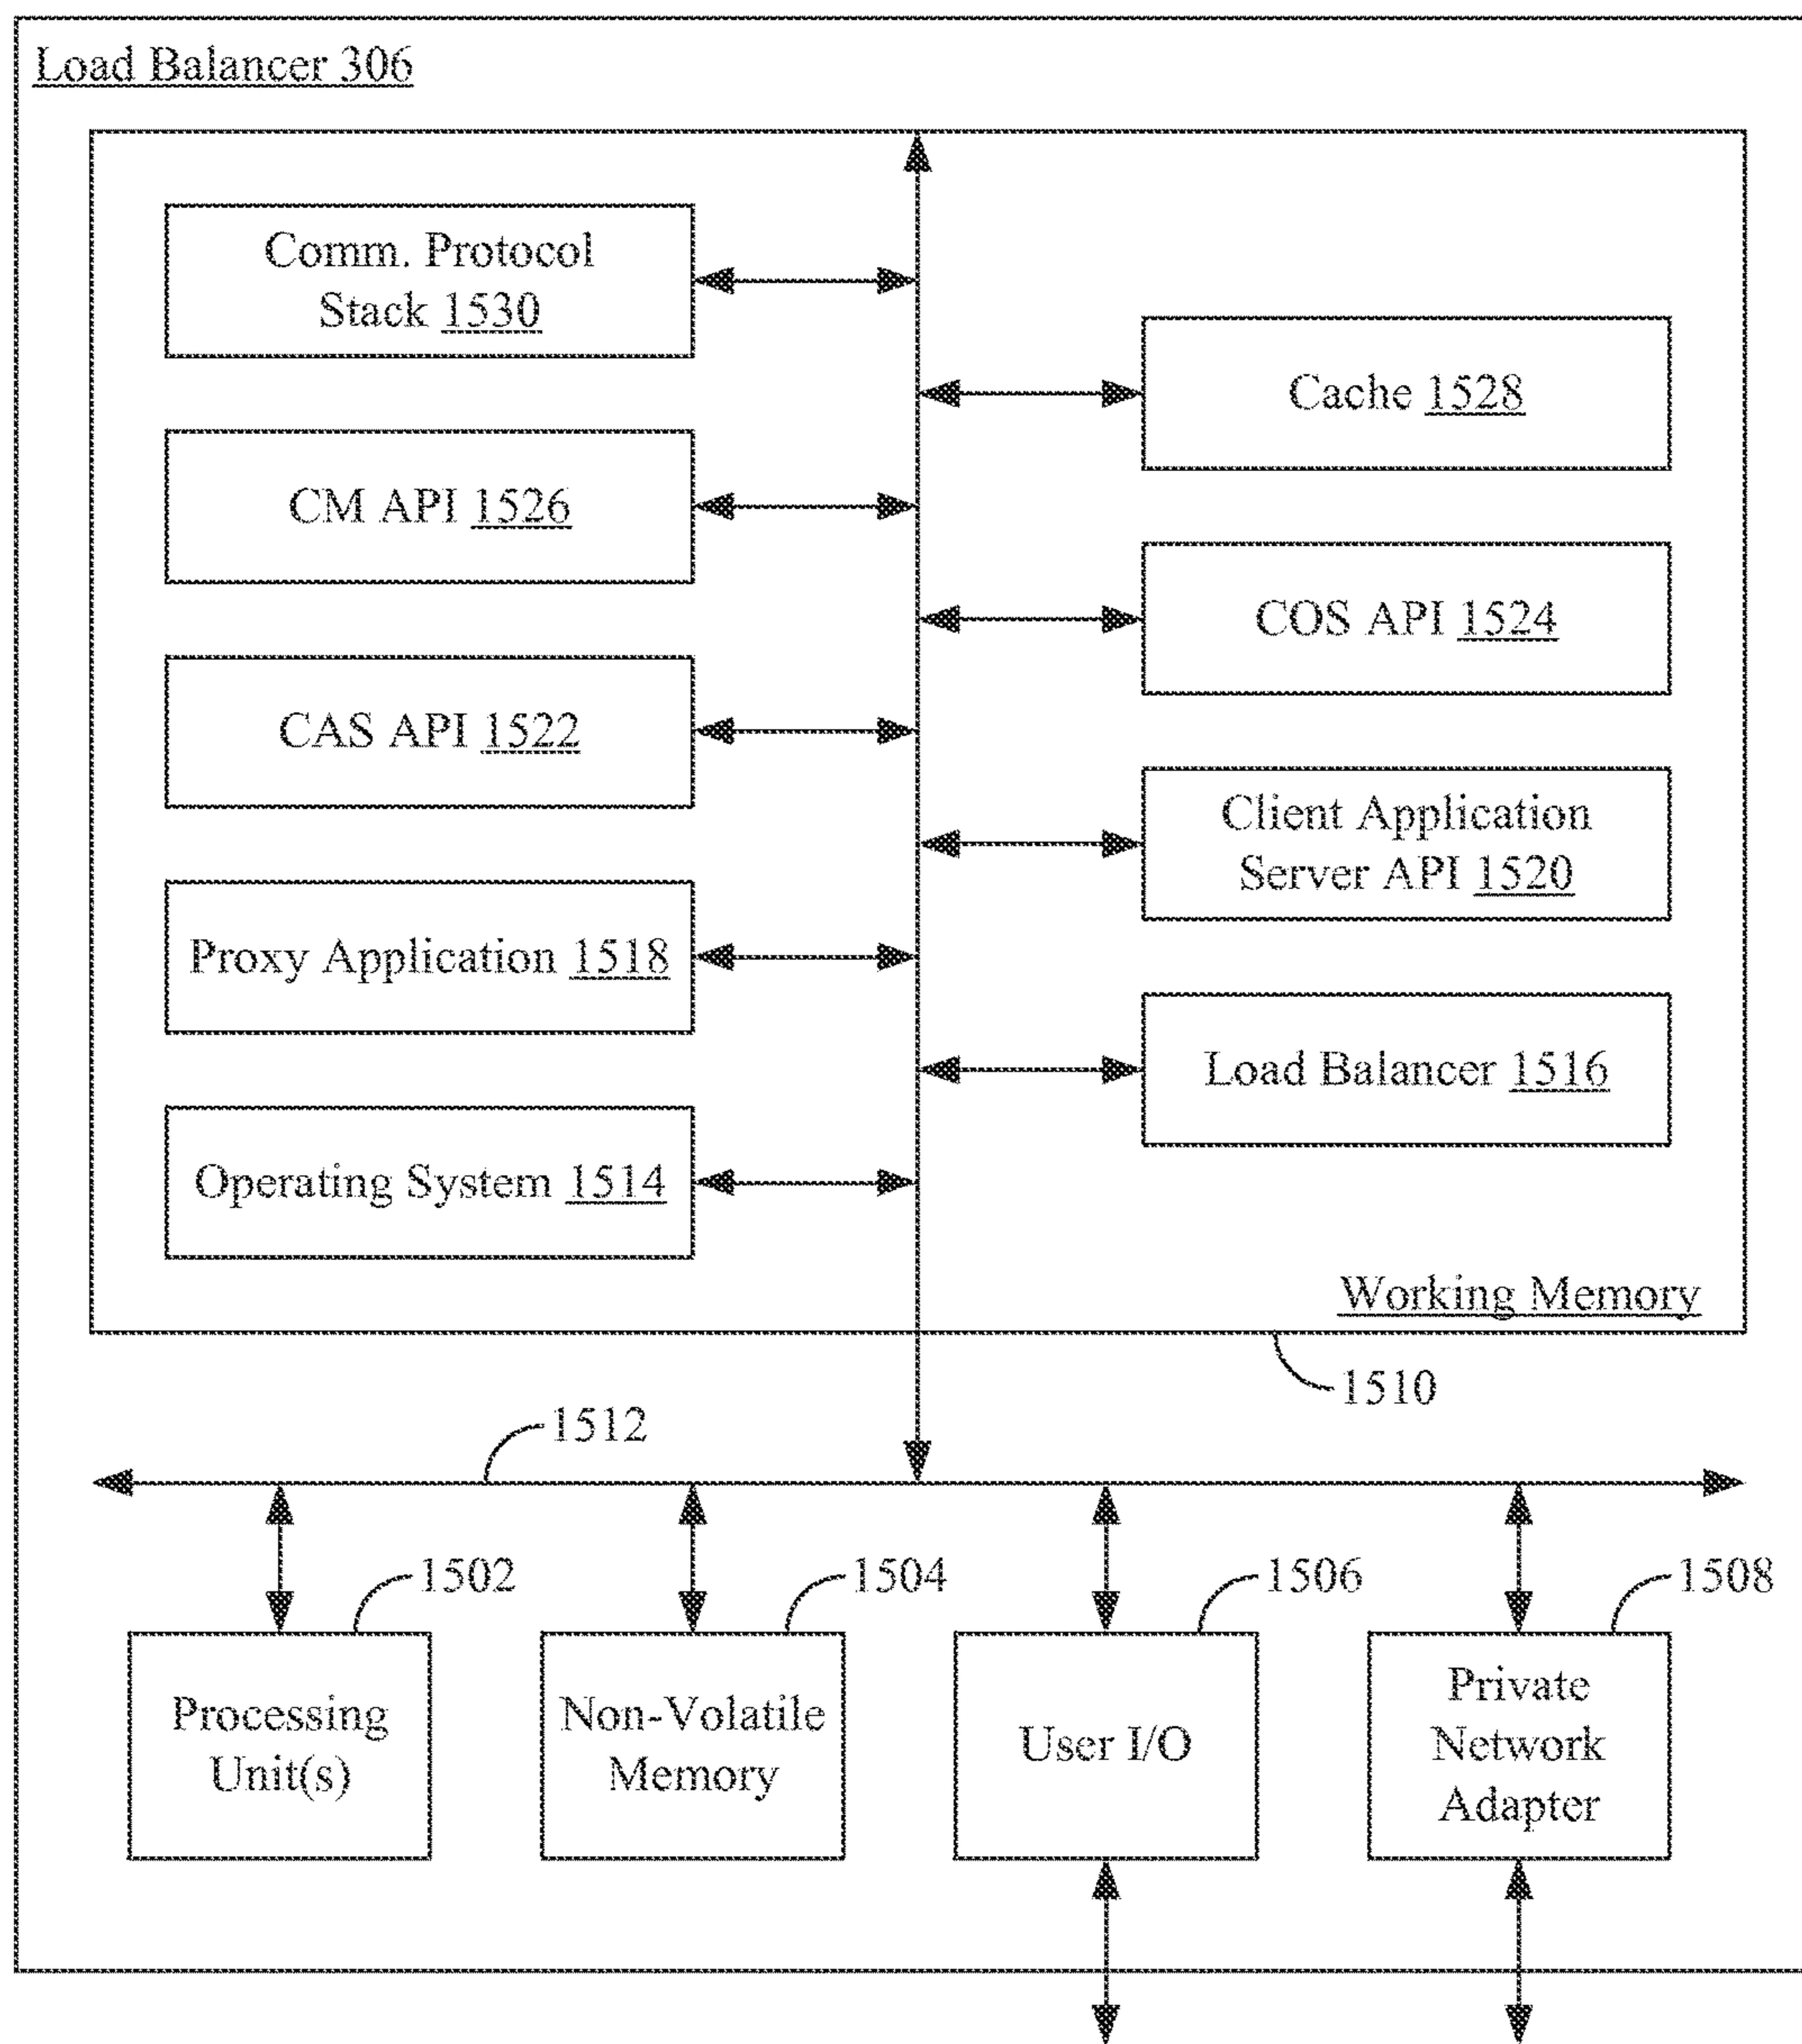 Load Balancer 306
Comm. Protocol
Stack 1530
Cache 1528
CM API 1526
COS API 1524
CAS API 1522
Client Application
Server API 1520
Proxy Application 1518
Load Balancer 1516
Operating System 1514
Working Memory
1510
1512
1502
1504
1506
1508
Processing
Unit(s)
Non-Volatile
Memory
User I/O
Private
Network
Adapter